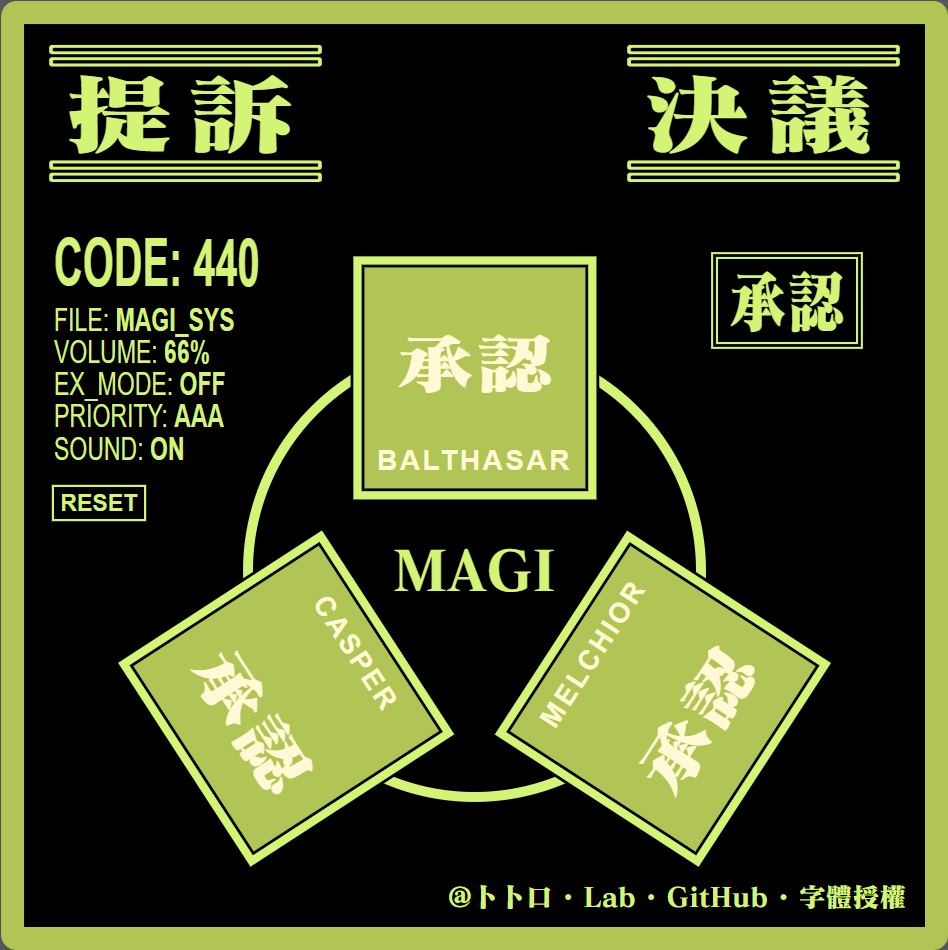 提訴
決議
CODE: 440
FILE: MAGI_SYS
VOLUME: 66%
EX_MODE: OFF
PRIORITY: AAA
SOUND: ON
RESET
承認
承認
BALTHASAR
MAGI
CASPER
承認
MELCHIOR
承認
@トトロ・Lab・GitHub・字體授權